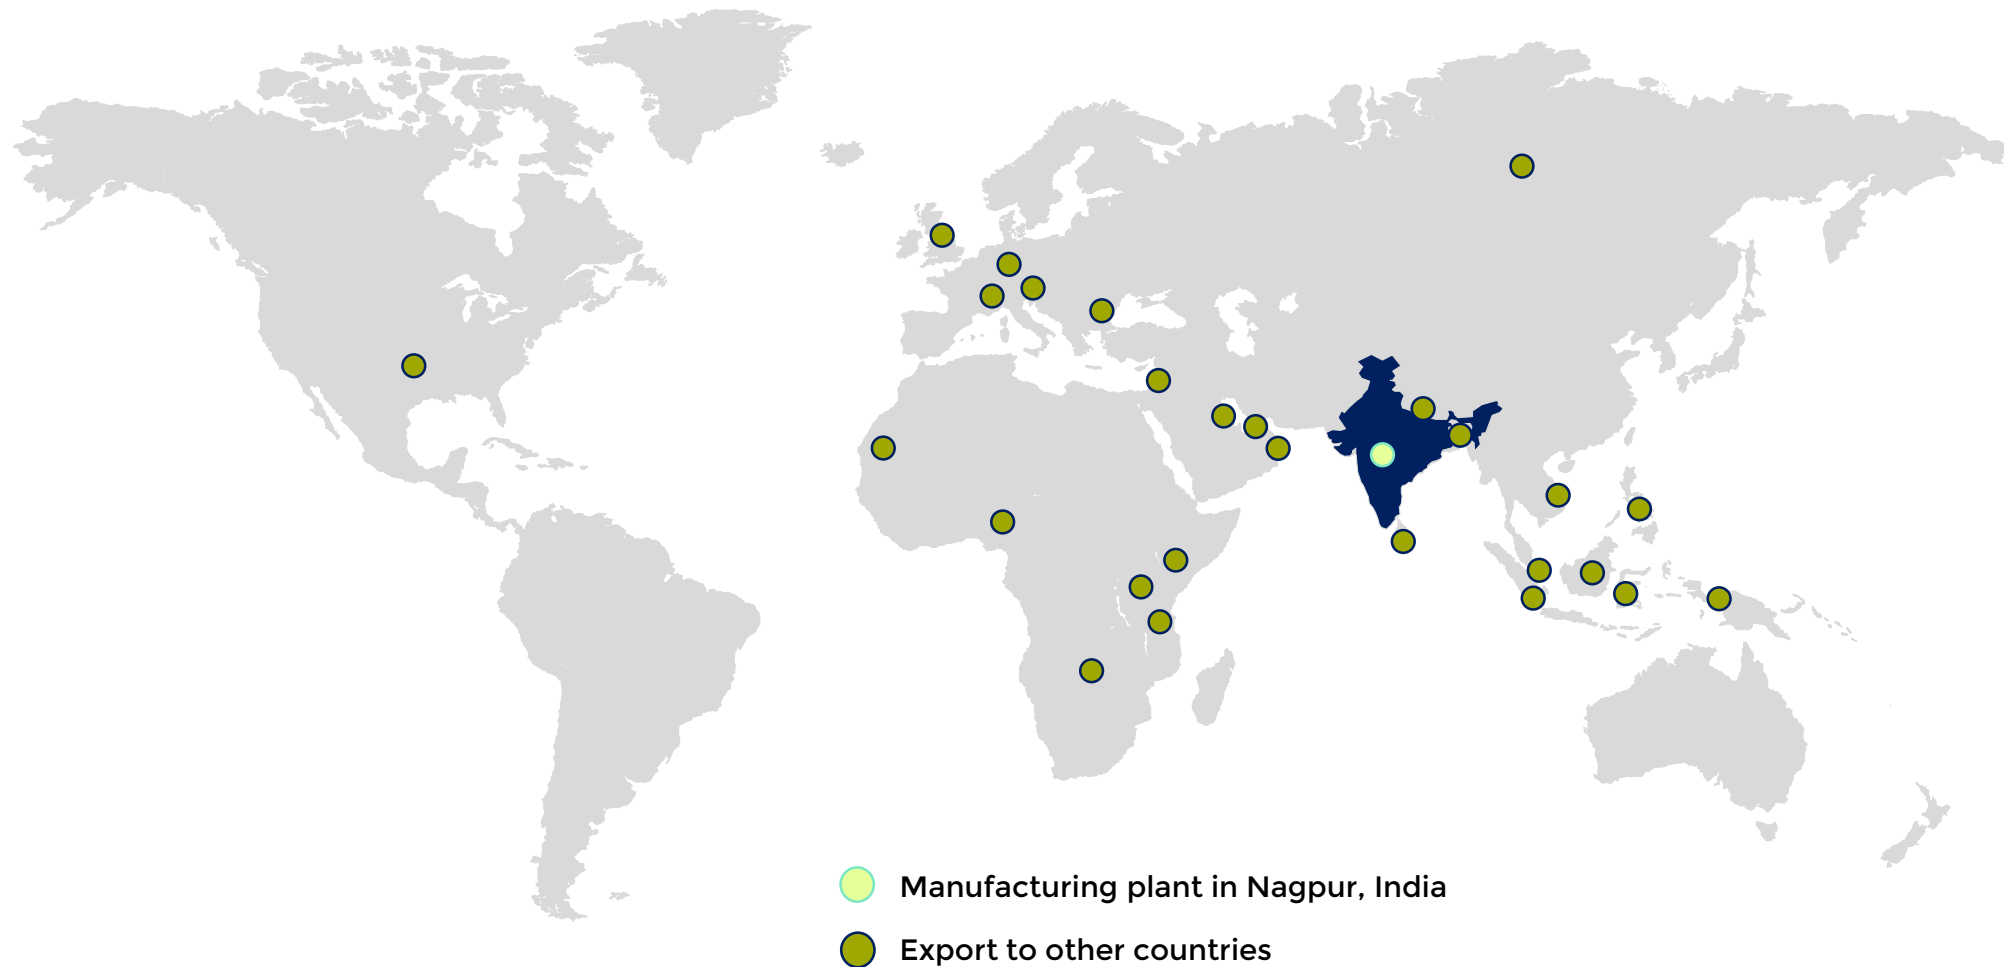 Manufacturing plant in Nagpur, India
Export to other countries